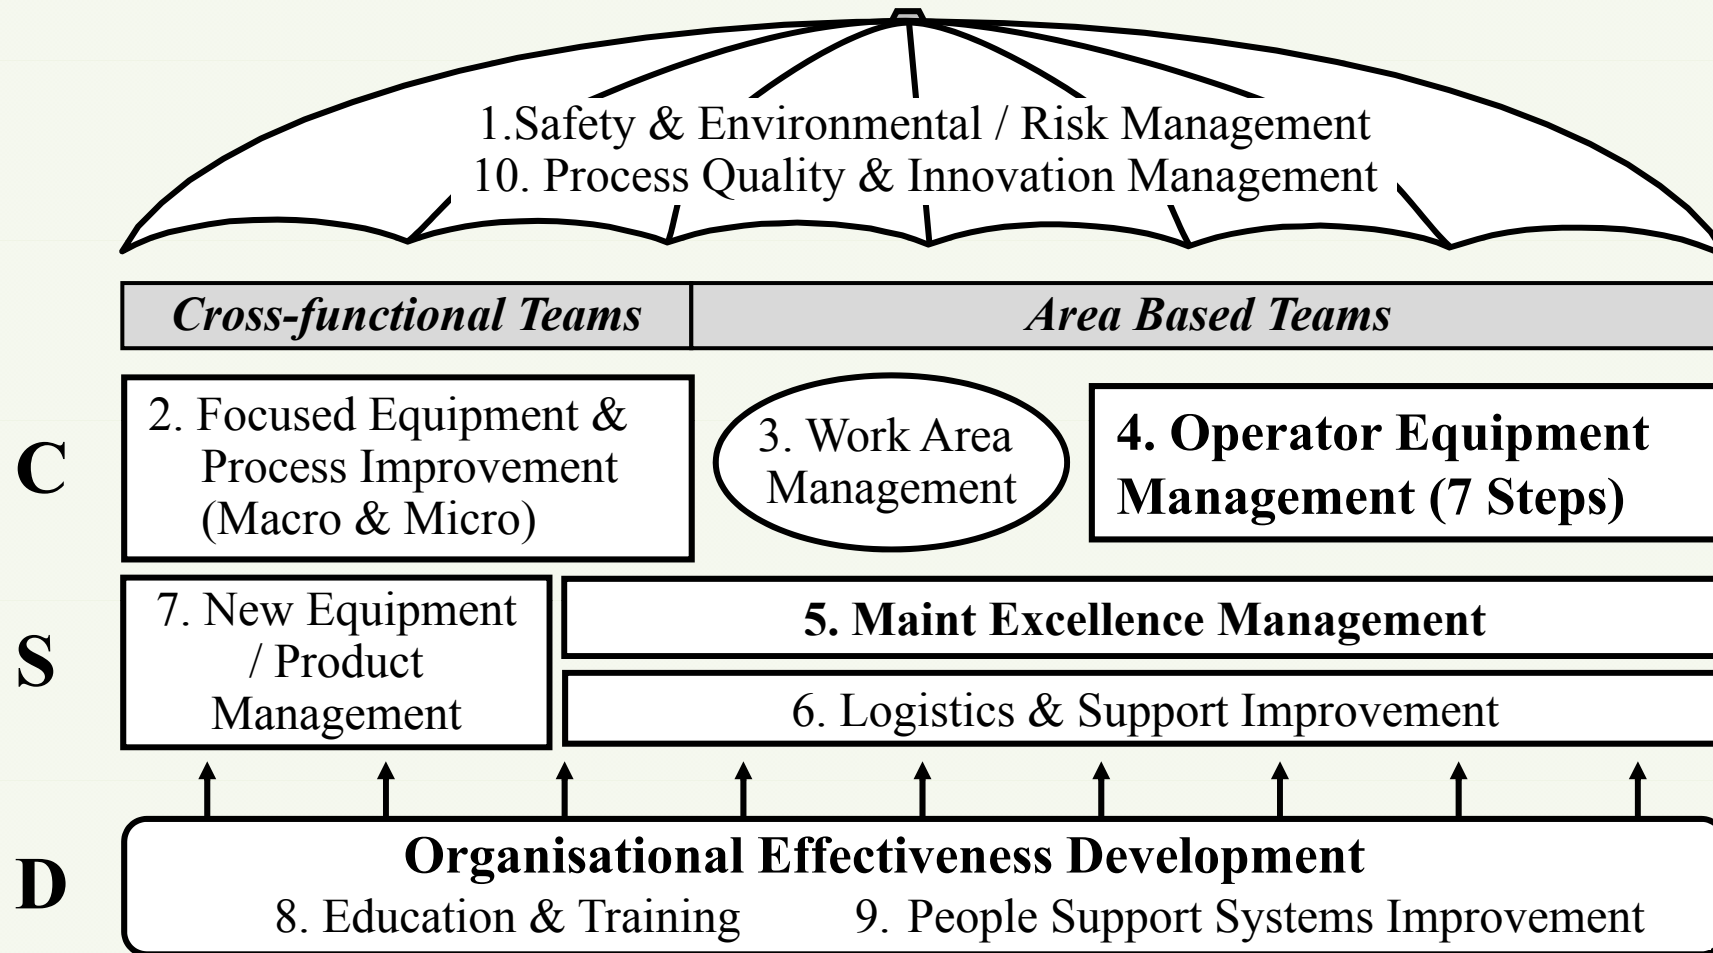 1.Safety & Environmental / Risk Management
10. Process Quality & Innovation Management
Cross-functional Teams
Area Based Teams
C
2. Focused Equipment &
Process Improvement
(Macro & Micro)
3. Work Area
Management
4. Operator Equipment
Management (7 Steps)
S
7. New Equipment
/ Product
Management
5. Maint Excellence Management
6. Logistics & Support Improvement
D
Organisational Effectiveness Development
8. Education & Training
9. People Support Systems Improvement